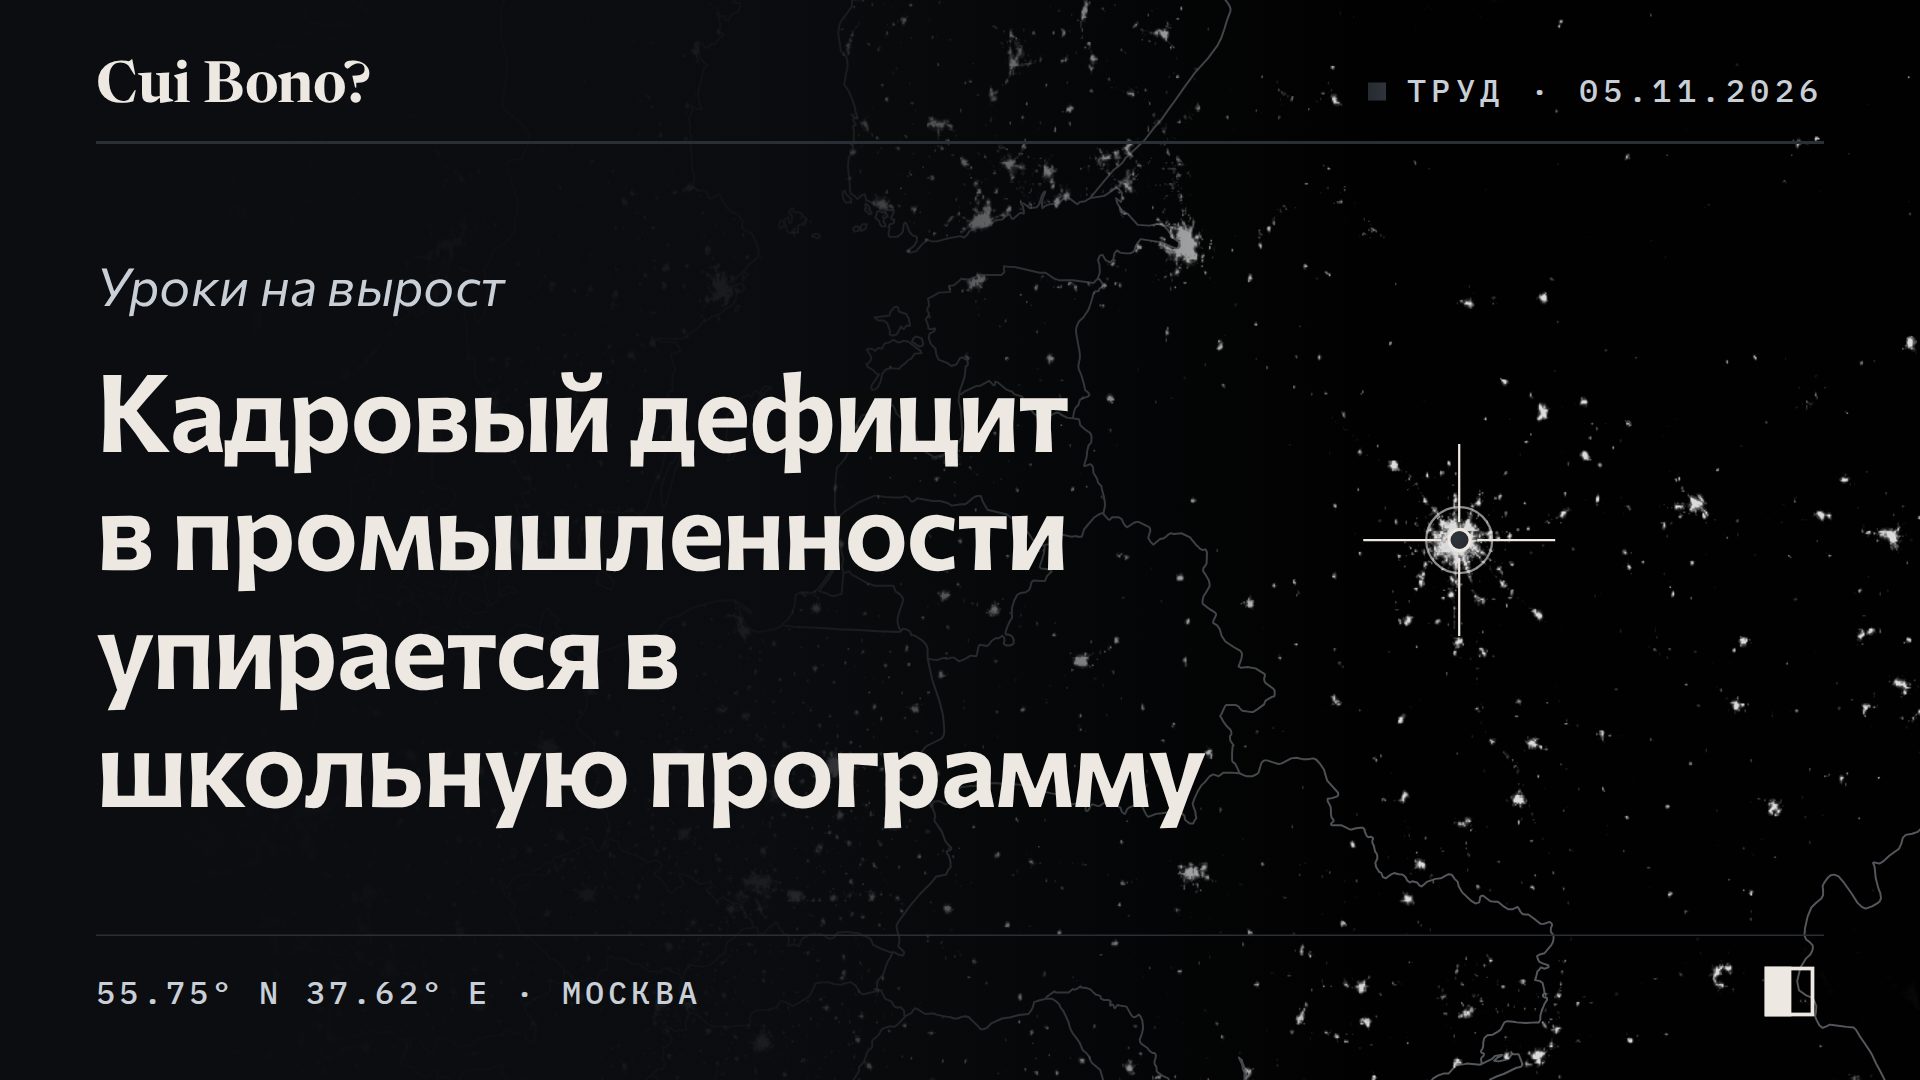 Cui Bono?
ТРУД · 05.11.2026
Уроки на вырост
Кадровый дефицит
в промышленности
упирается в
школьную программу
55.75° N 37.62° E · МОСКВА